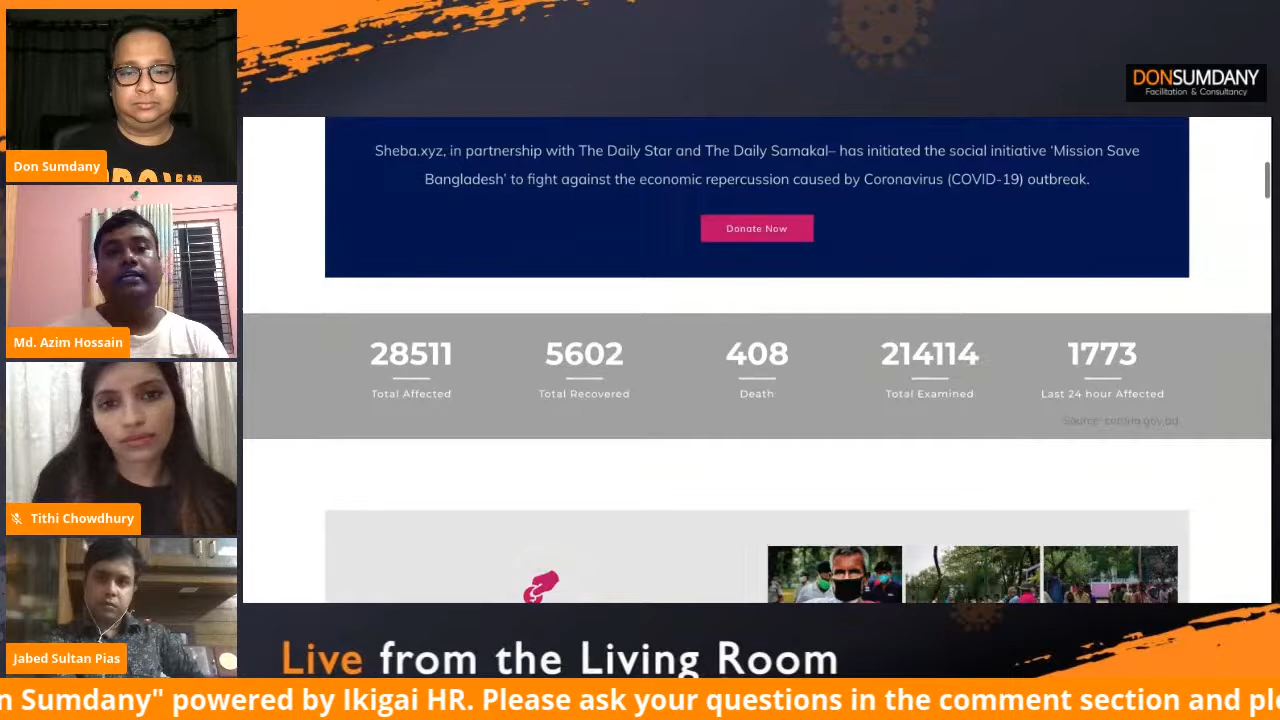 DONSUMDANY
Facilitation & Consultancy
Don Sumdany
Md. Azim Hossain
Tithi Chowdhury
Jabed Sultan Pias
Sheba.xyz, in partnership with The Daily Star and The Daily Samakal– has initiated the social initiative ‘Mission Save
Bangladesh’ to fight against the economic repercussion caused by Coronavirus (COVID-19) outbreak.
Donate Now
28511
Total Affected
5602
Total Recovered
408
Death
214114
Total Examined
1773
Last 24 hour Affected
Source: corona.gov.bd
Live from the Living Room
n Sumdany" powered by Ikigai HR. Please ask your questions in the comment section and ple